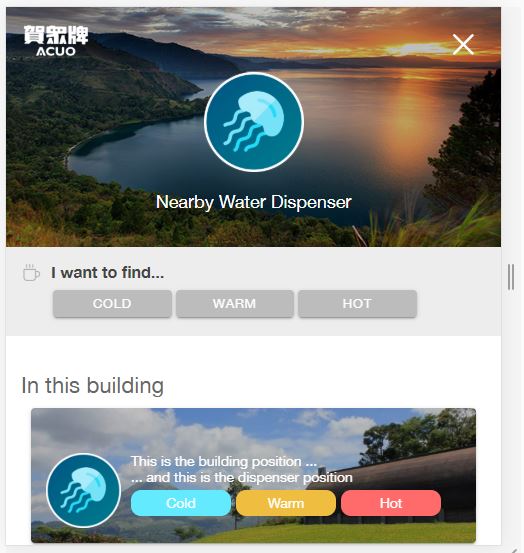 賀眾牌
ACUO
Nearby Water Dispenser
I want to find...
COLD WARM HOT
In this building
This is the building position ...
... and this is the dispenser position
Cold Warm Hot